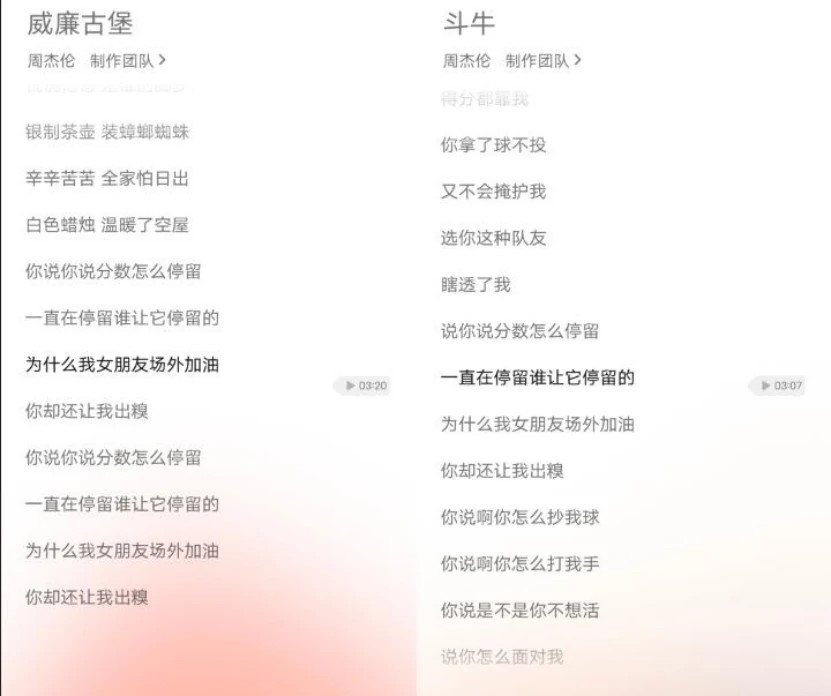 威廉古堡
周杰伦 制作团队
银制茶壶 装蟑螂蜘蛛
辛辛苦苦 全家怕日出
白色蜡烛 温暖了空屋
你说你说分数怎么停留
一直在停留谁让它停留的
为什么我女朋友场外加油
03:20
你却还让我出糗
你说你说分数怎么停留
一直在停留谁让它停留的
为什么我女朋友场外加油
你却还让我出糗
斗牛
周杰伦 制作团队
得分都靠我
你拿了球不投
又不会掩护我
选你这种队友
瞎透了我
说你说分数怎么停留
一直在停留谁让它停留的
03:07
为什么我女朋友场外加油
你却还让我出糗
你说啊你怎么抄我球
你说啊你怎么打我手
你说是不是你不想活
说你怎么面对我